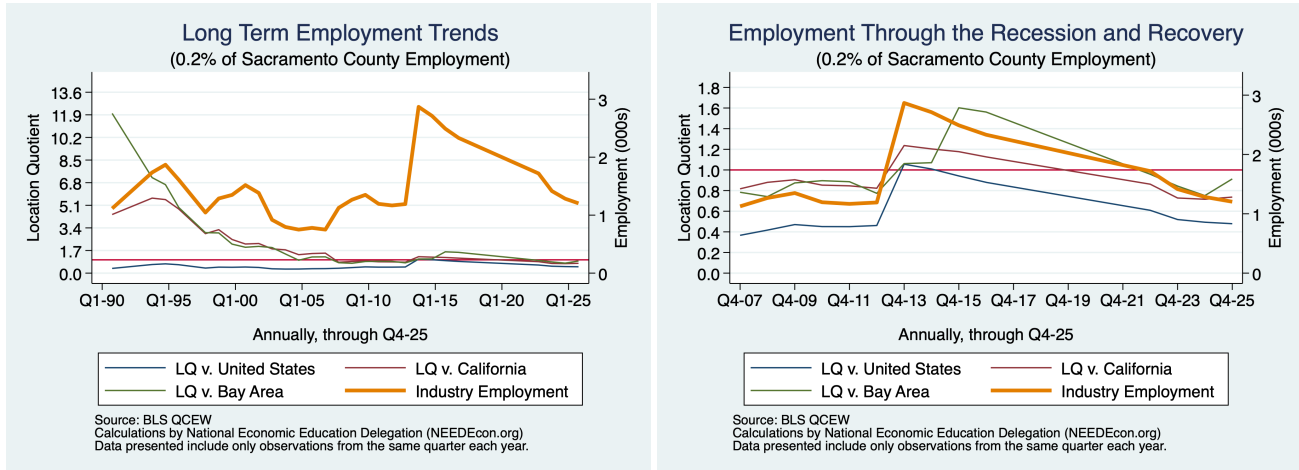 Long Term Employment Trends
(0.2% of Sacramento County Employment)
Location Quotient
13.6
11.9
10.2
8.5
6.8
5.1
3.4
1.7
0.0
3
2
1
0
Employment (000s)
Q1-90 Q1-95 Q1-00 Q1-05 Q1-10 Q1-15 Q1-20 Q1-25
Annually, through Q4-25
LQ v. United States LQ v. California
LQ v. Bay Area Industry Employment
Source: BLS QCEW
Calculations by National Economic Education Delegation (NEEDEcon.org)
Data presented include only observations from the same quarter each year.
Employment Through the Recession and Recovery
(0.2% of Sacramento County Employment)
Location Quotient
1.8
1.6
1.4
1.2
1.0
0.8
0.6
0.4
0.2
0.0
3
2
1
0
Employment (000s)
Q4-07 Q4-09 Q4-11 Q4-13 Q4-15 Q4-17 Q4-19 Q4-21 Q4-23 Q4-25
Annually, through Q4-25
LQ v. United States LQ v. California
LQ v. Bay Area Industry Employment
Source: BLS QCEW
Calculations by National Economic Education Delegation (NEEDEcon.org)
Data presented include only observations from the same quarter each year.